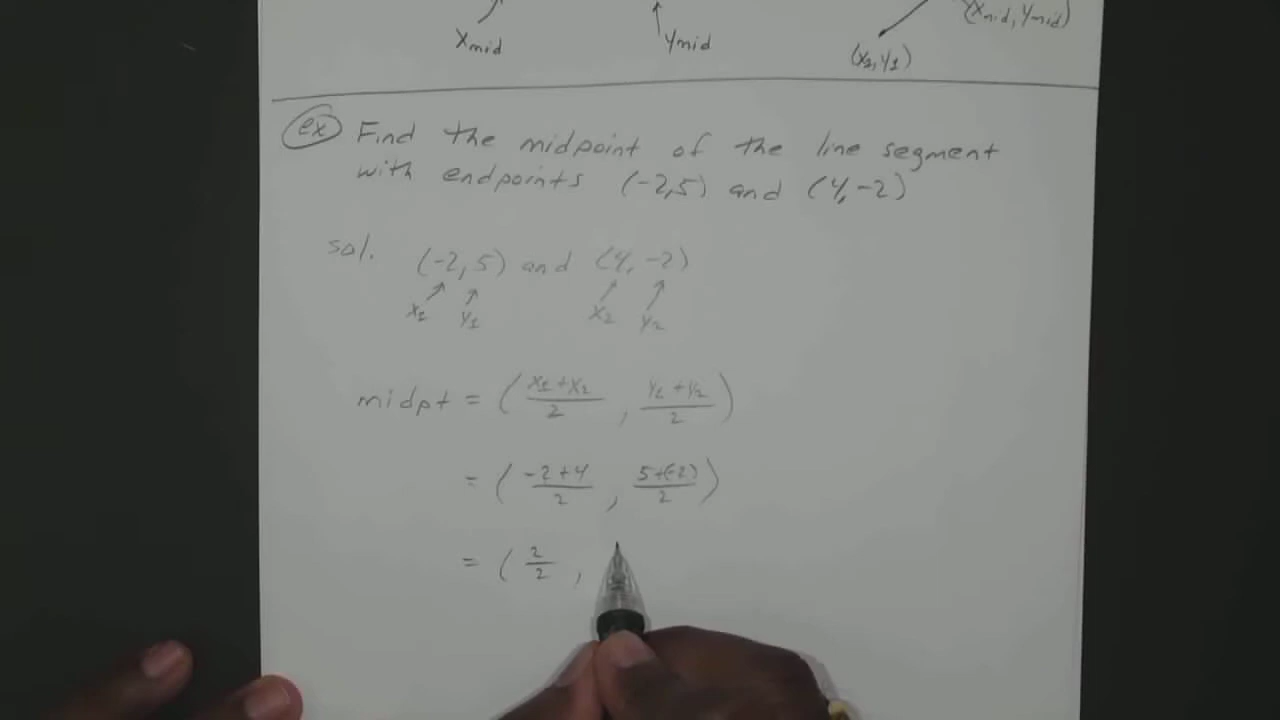 Xmid ymid (x1,y1) (Xmid, ymid)
ex Find the midpoint of the line segment
with endpoints (-2,5) and (4,-2)
sol. (-2,5) and (4,-2)
x1 y1 x2 y2
midpt = ( x1+x2 / 2 , y1+y2 / 2 )
= ( -2+4 / 2 , 5+(-2) / 2 )
= ( 2 / 2 ,